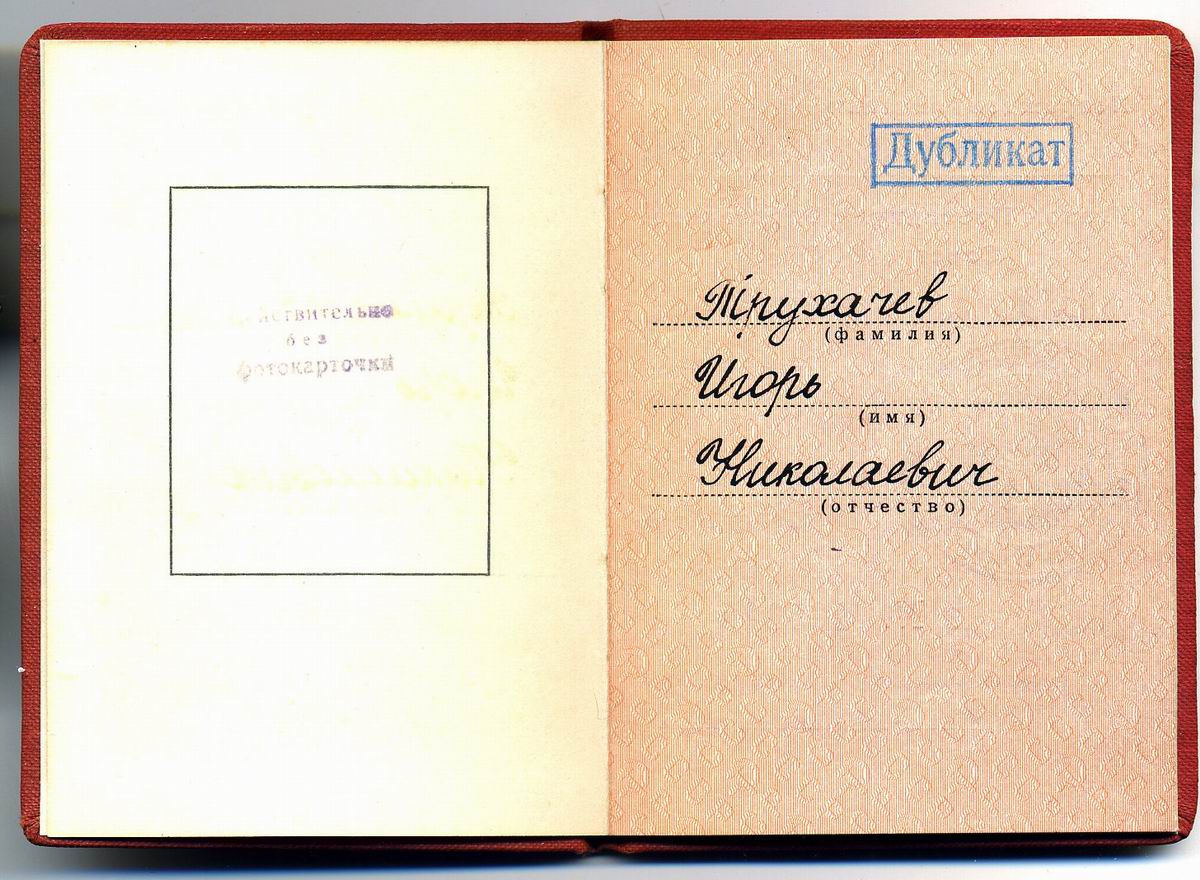 действительно
без
фотокарточки
Дубликат
Трухачев
(фамилия)
Игорь
(имя)
Николаевич
(отчество)